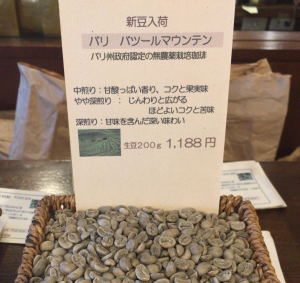 新豆入荷
バリ バツールマウンテン
バリ州政府認定の無農薬栽培珈琲
中煎り：甘酸っぱい香り、コクと果実味
やや深煎り：じんわりと広がる
ほどよいコクと苦味
深煎り：甘味を含んだ深い味わい
生豆200g 1,188円